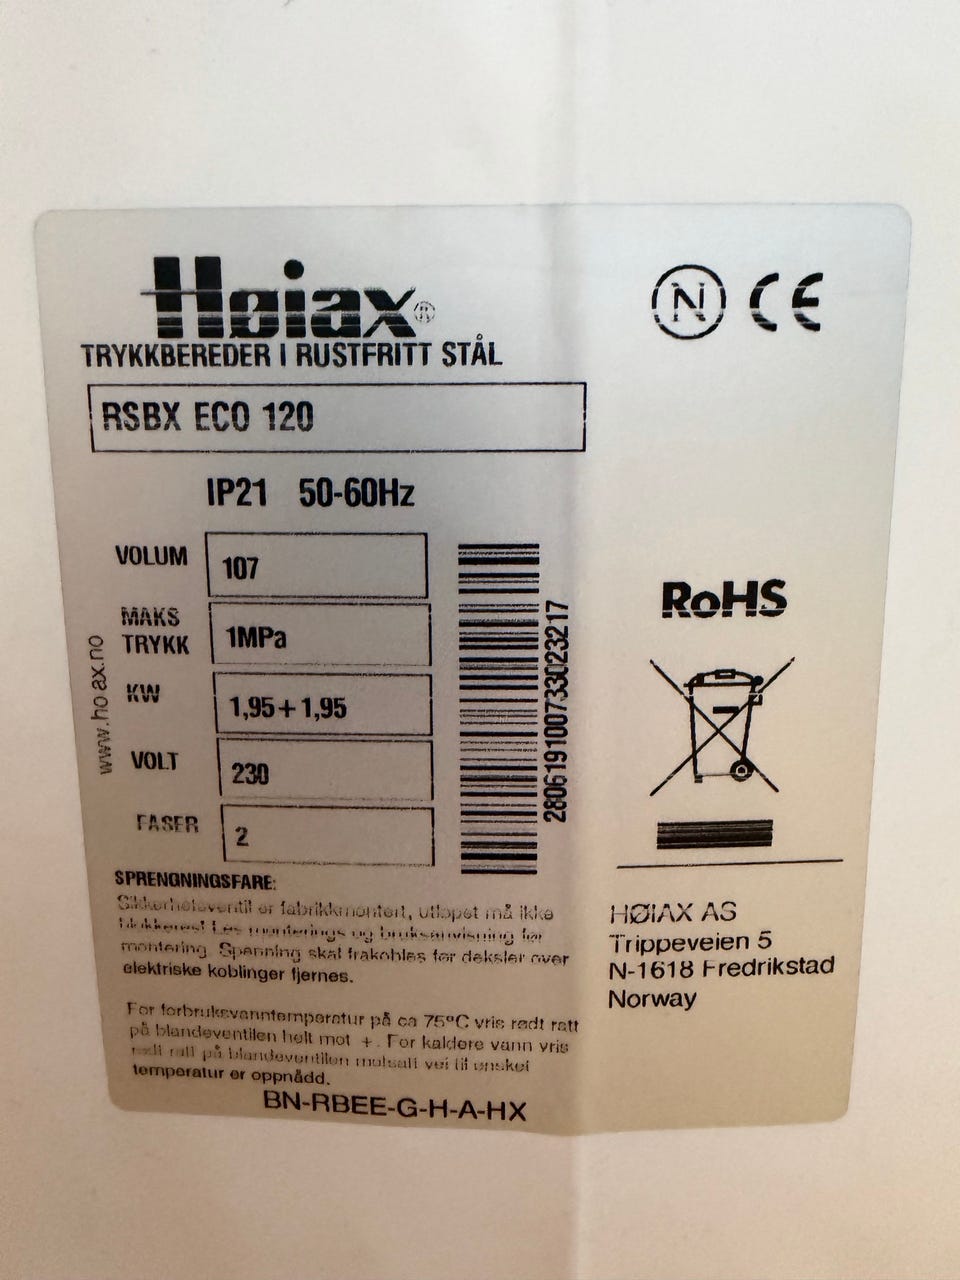 Høiax®
TRYKKBEREDER I RUSTFRITT STÅL
N CE
RSBX ECO 120
IP21 50-60Hz
VOLUM 107
MAKS TRYKK 1MPa
KW 1,95+1,95
VOLT 230
FASER 2
www.hoiax.no
280619100733023217
RoHS
SPRENGNINGSFARE:
Sikkerhetsventil er fabrikkmontert, utløpet må ikke
blokkeres! Les monterings og bruksanvisning før
montering. Spenning skal frakobles før deksler over
elektriske koblinger fjernes.
For forbruksvanntemperatur på ca 75°C vris rødt ratt
på blandeventilen helt mot +. For kaldere vann vris
rødt ratt på blandeventilen motsatt vei til ønsket
temperatur er oppnådd.
BN-RBEE-G-H-A-HX
HØIAX AS
Trippeveien 5
N-1618 Fredrikstad
Norway